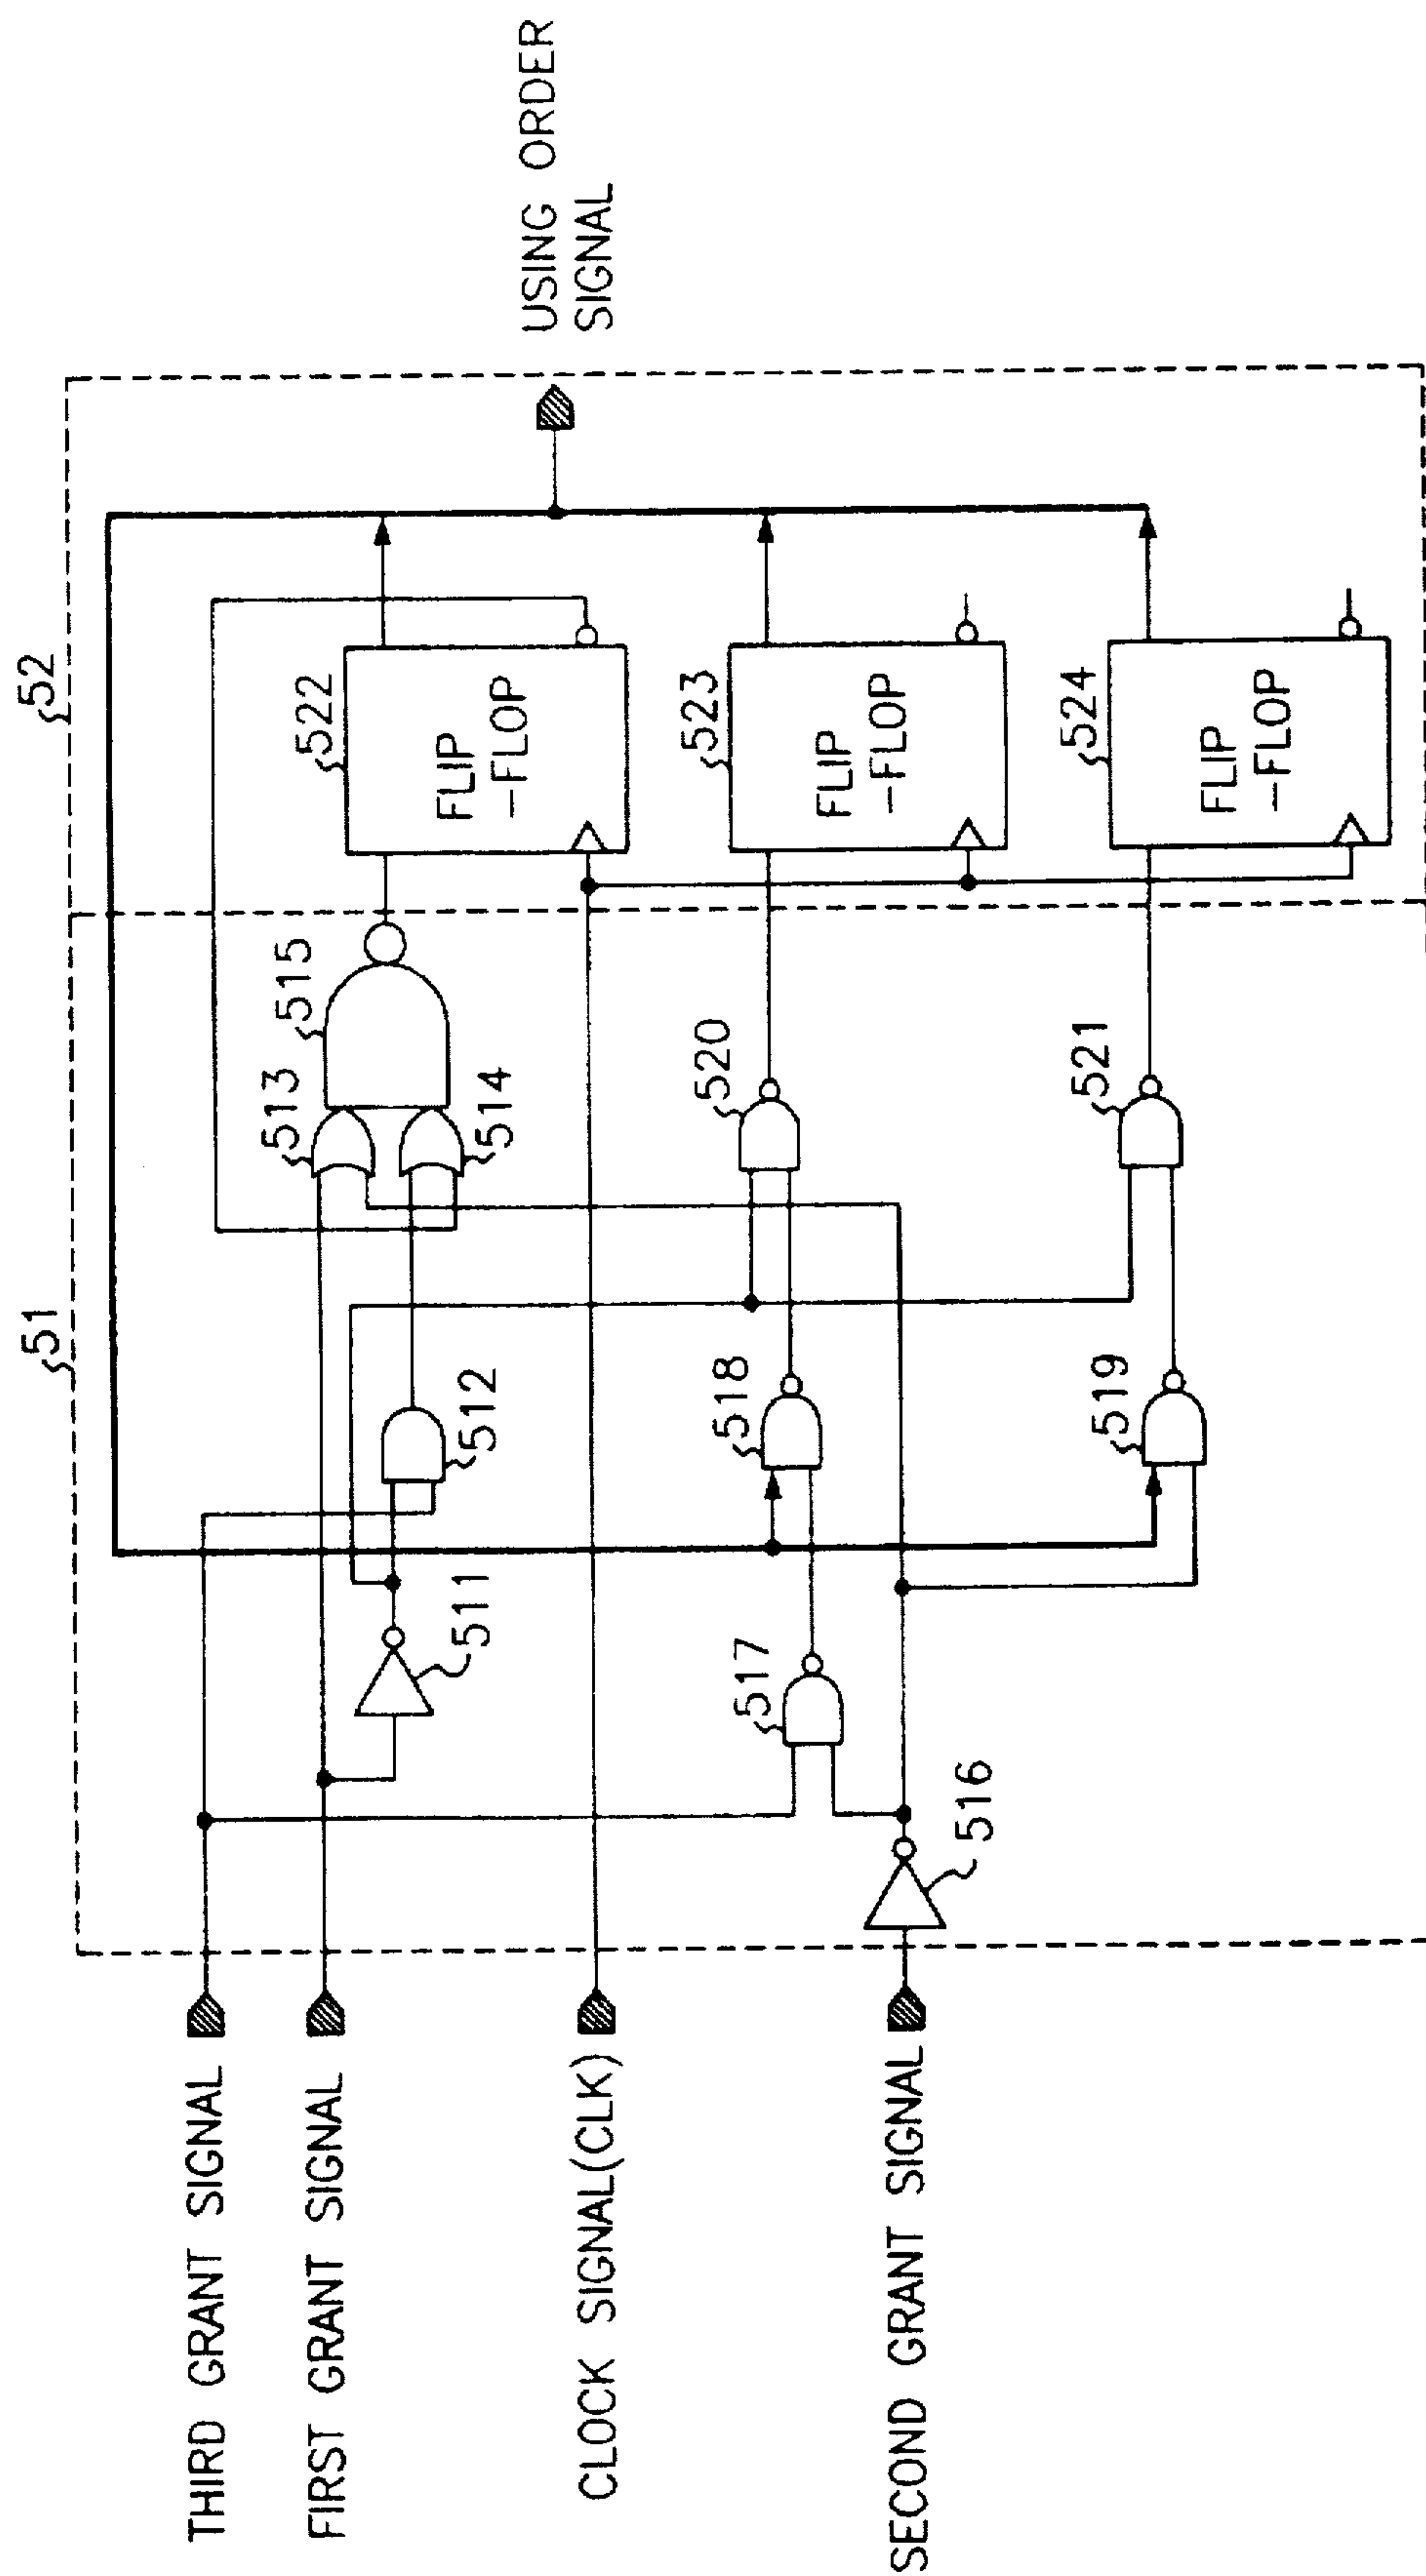 52
51
THIRD GRANT SIGNAL
FIRST GRANT SIGNAL
CLOCK SIGNAL(CLK)
SECOND GRANT SIGNAL
511
512
513
514
515
516
517
518
519
520
521
522
FLIP
-FLOP
523
FLIP
-FLOP
524
FLIP
-FLOP
USING ORDER
SIGNAL